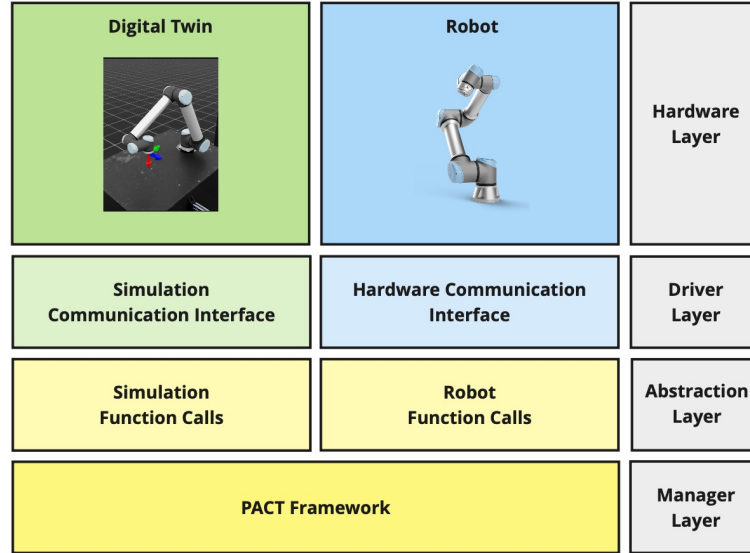 Digital Twin
Robot
Hardware
Layer
Simulation
Communication Interface
Hardware Communication
Interface
Driver
Layer
Simulation
Function Calls
Robot
Function Calls
Abstraction
Layer
PACT Framework
Manager
Layer